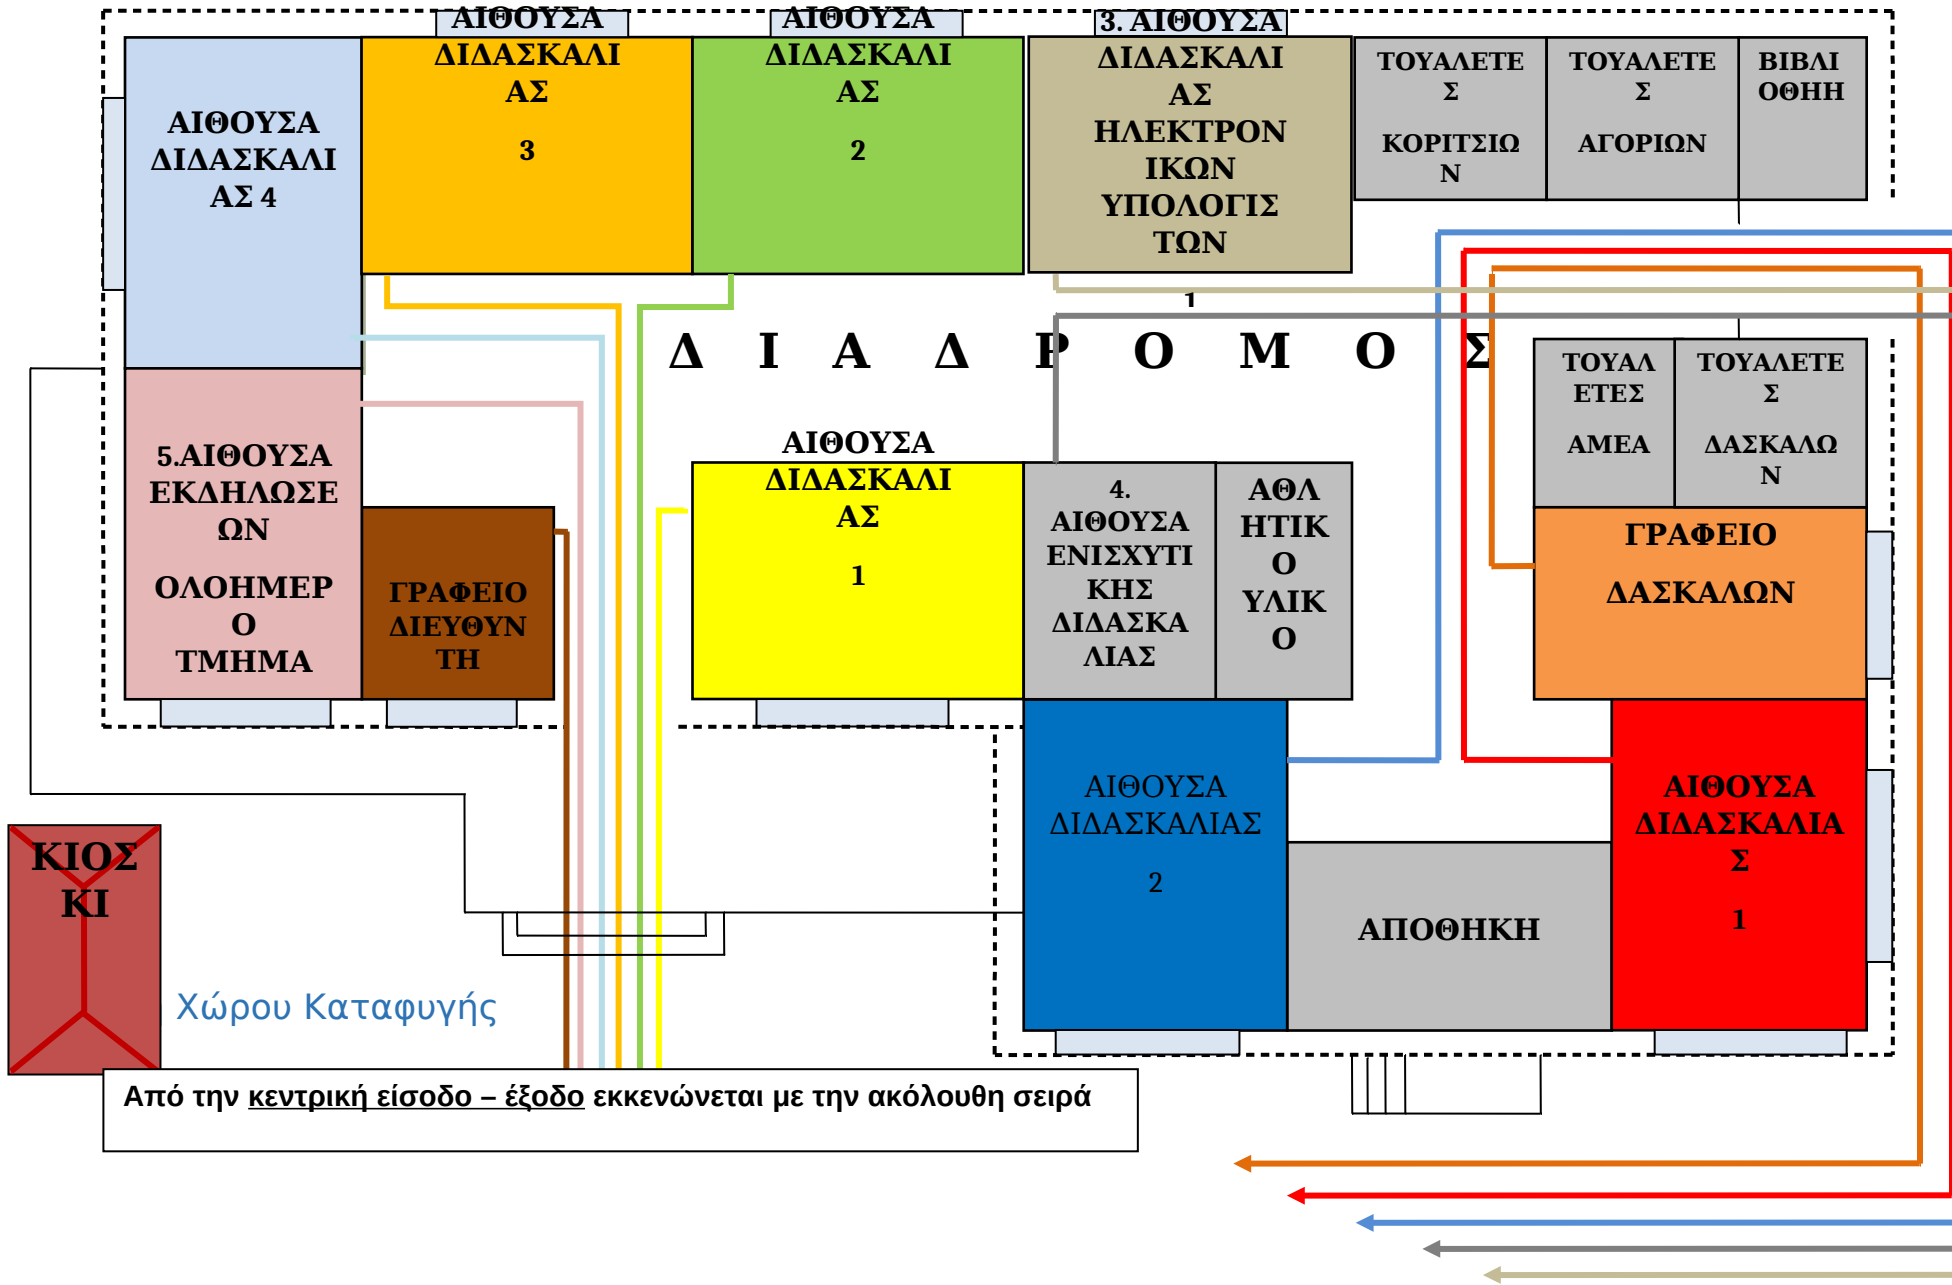 ΑΙΘΟΥΣΑ
ΔΙΔΑΣΚΑΛΙ
ΑΣ 4
ΑΙΘΟΥΣΑ
ΔΙΔΑΣΚΑΛΙ
ΑΣ
3
ΑΙΘΟΥΣΑ
ΔΙΔΑΣΚΑΛΙ
ΑΣ
2
3. ΑΙΘΟΥΣΑ
ΔΙΔΑΣΚΑΛΙ
ΑΣ
ΗΛΕΚΤΡΟΝ
ΙΚΩΝ
ΥΠΟΛΟΓΙΣ
ΤΩΝ
1
ΤΟΥΑΛΕΤΕ
Σ
ΚΟΡΙΤΣΙΩ
Ν
ΤΟΥΑΛΕΤΕ
Σ
ΑΓΟΡΙΩΝ
ΒΙΒΛΙ
ΟΘΗΗ
Δ Ι Α Δ Ρ Ο Μ Ο Σ
5.ΑΙΘΟΥΣΑ
ΕΚΔΗΛΩΣΕ
ΩΝ
ΟΛΟΗΜΕΡ
Ο
ΤΜΗΜΑ
ΓΡΑΦΕΙΟ
ΔΙΕΥΘΥΝ
ΤΗ
ΑΙΘΟΥΣΑ
ΔΙΔΑΣΚΑΛΙ
ΑΣ
1
4.
ΑΙΘΟΥΣΑ
ΕΝΙΣΧΥΤΙ
ΚΗΣ
ΔΙΔΑΣΚΑ
ΛΙΑΣ
ΑΘΛ
ΗΤΙΚ
Ο
ΥΛΙΚ
Ο
ΤΟΥΑΛ
ΕΤΕΣ
ΑΜΕΑ
ΤΟΥΑΛΕΤΕ
Σ
ΔΑΣΚΑΛΩ
Ν
ΓΡΑΦΕΙΟ
ΔΑΣΚΑΛΩΝ
ΑΙΘΟΥΣΑ
ΔΙΔΑΣΚΑΛΙΑΣ
2
ΑΠΟΘΗΚΗ
ΑΙΘΟΥΣΑ
ΔΙΔΑΣΚΑΛΙΑ
Σ
1
ΚΙΟΣ
ΚΙ
Χώρου Καταφυγής
Από την κεντρική είσοδο – έξοδο εκκενώνεται με την ακόλουθη σειρά